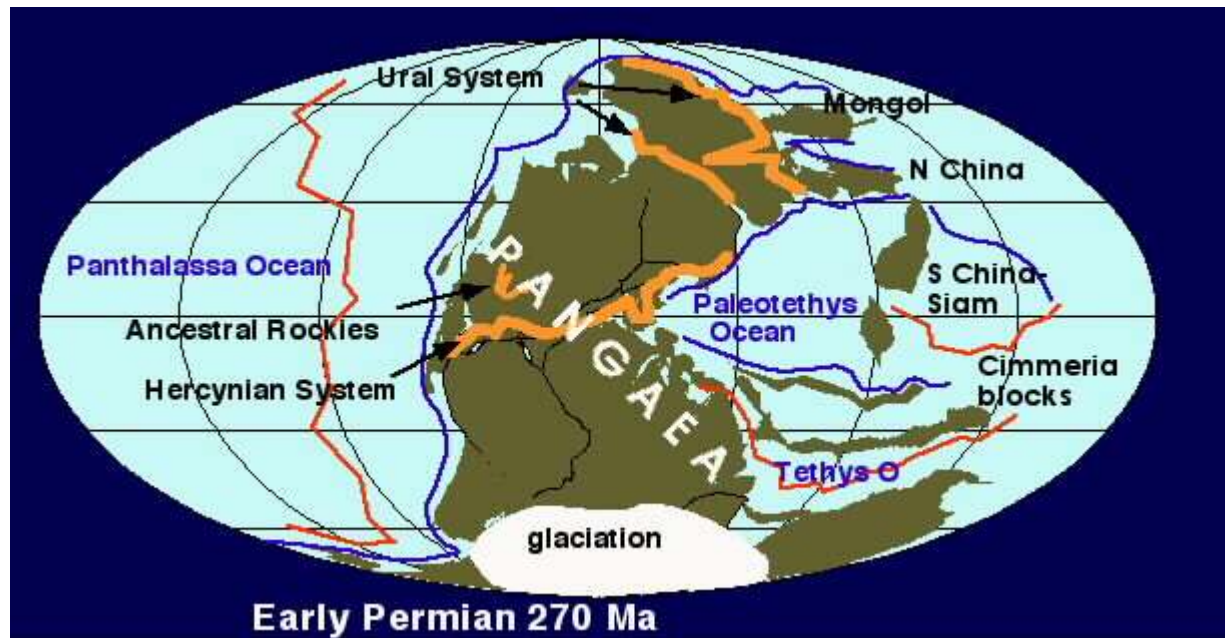 Ural System
Mongol
N China
PANGAEA
Panthalassa Ocean
S China-
Siam
Paleotethys
Ocean
Ancestral Rockies
Cimmeria
blocks
Hercynian System
Tethys O
glaciation
Early Permian 270 Ma